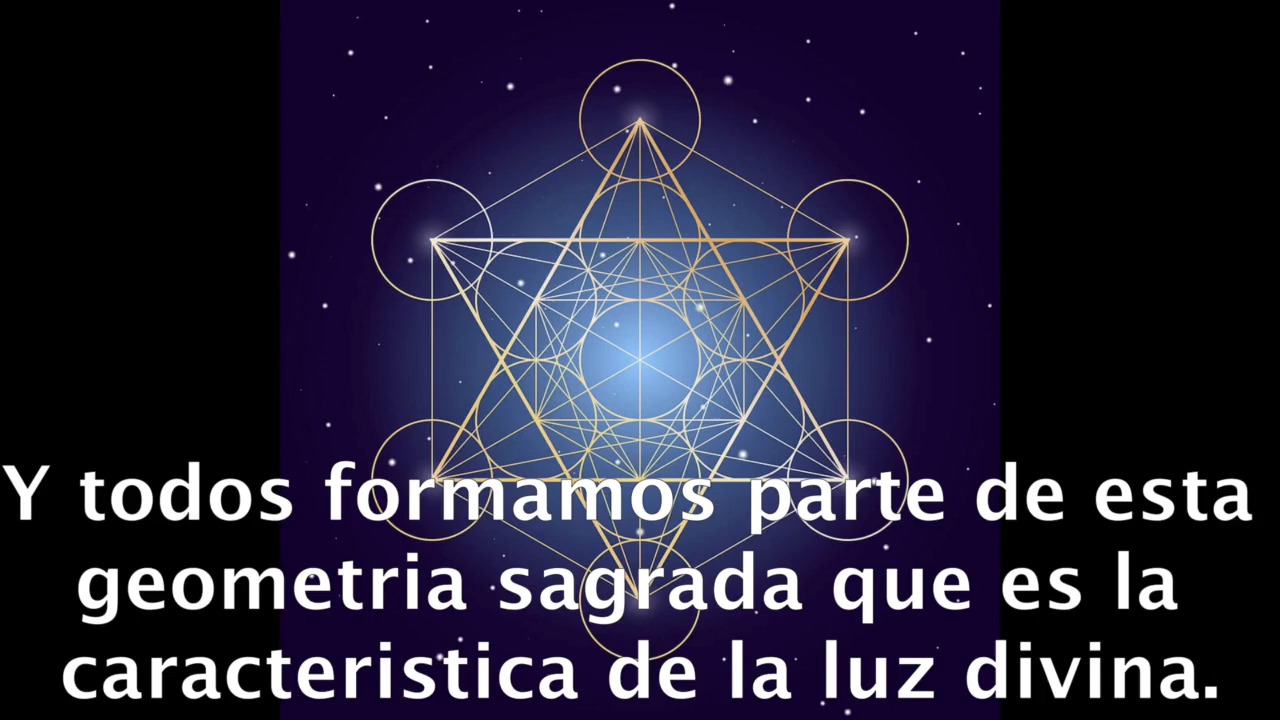 Y todos formamos parte de esta
geometria sagrada que es la
caracteristica de la luz divina.